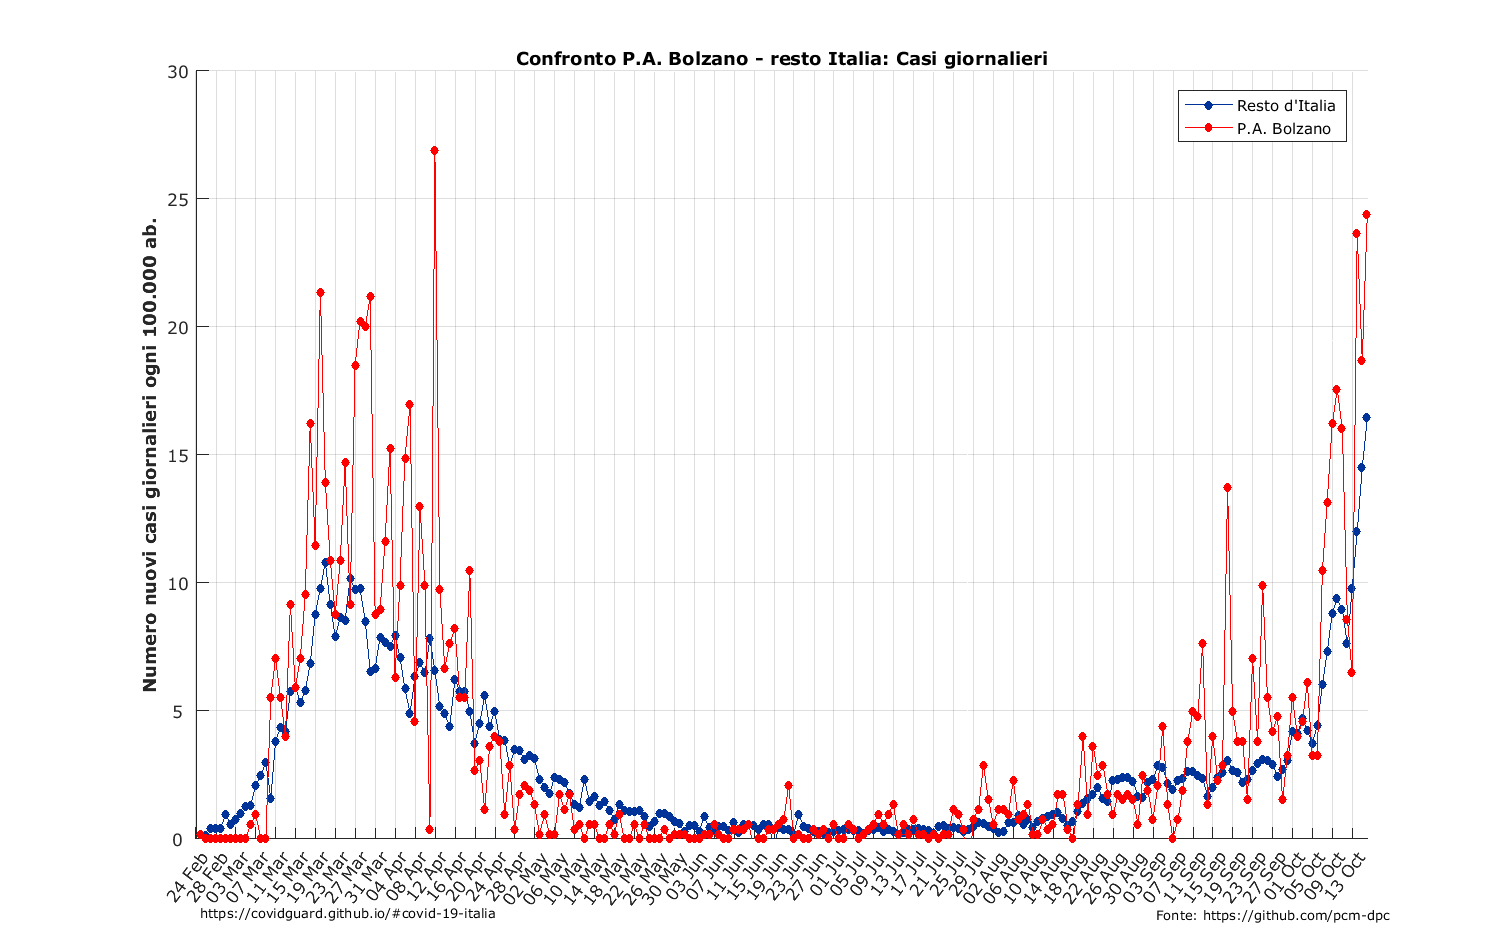 Confronto P.A. Bolzano - resto Italia: Casi giornalieri
Numero nuovi casi giornalieri ogni 100.000 ab.
30
25
20
15
10
5
0
Resto d'Italia
P.A. Bolzano
24 Feb
28 Feb
03 Mar
07 Mar
11 Mar
15 Mar
19 Mar
23 Mar
27 Mar
31 Mar
04 Apr
08 Apr
12 Apr
16 Apr
20 Apr
24 Apr
28 Apr
02 May
06 May
10 May
14 May
18 May
22 May
26 May
30 May
03 Jun
07 Jun
11 Jun
15 Jun
19 Jun
23 Jun
27 Jun
01 Jul
05 Jul
09 Jul
13 Jul
17 Jul
21 Jul
25 Jul
29 Jul
02 Aug
06 Aug
10 Aug
14 Aug
18 Aug
22 Aug
26 Aug
30 Aug
03 Sep
07 Sep
11 Sep
15 Sep
19 Sep
23 Sep
27 Sep
01 Oct
05 Oct
09 Oct
13 Oct
https://covidguard.github.io/#covid-19-italia
Fonte: https://github.com/pcm-dpc